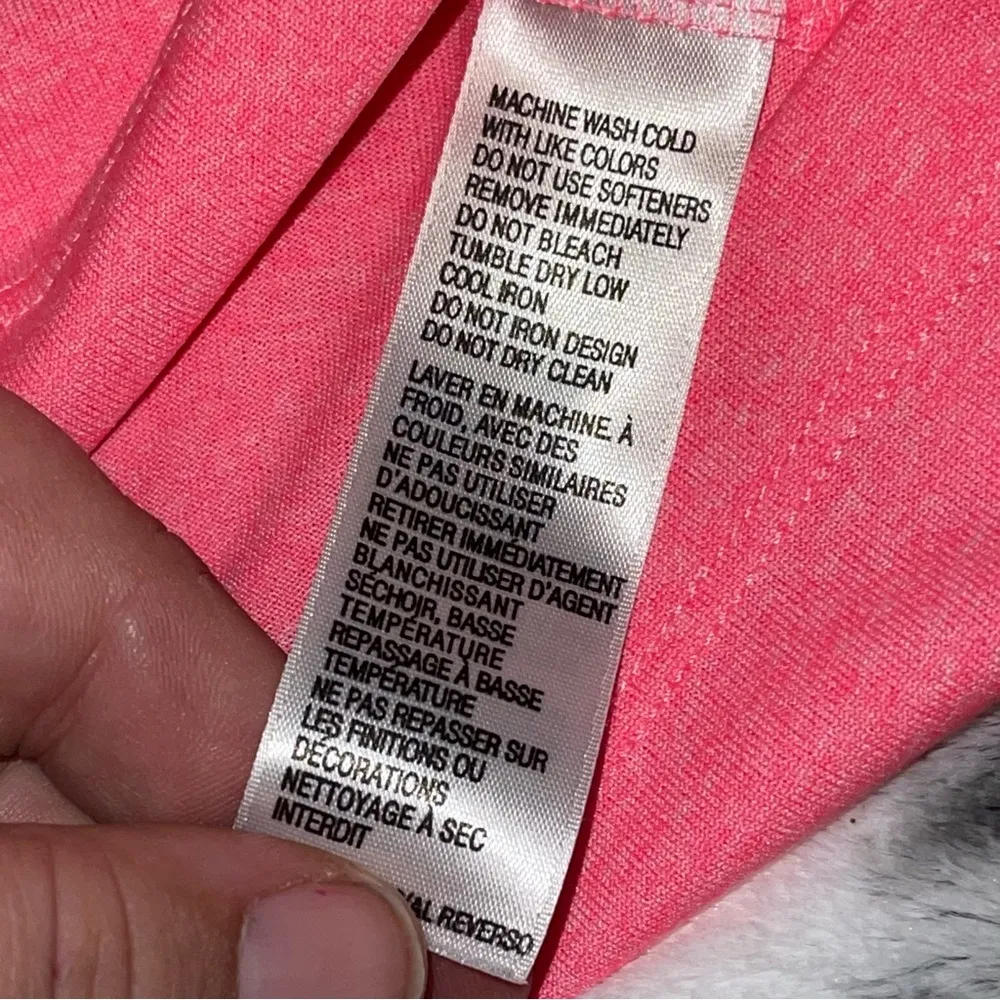 MACHINE WASH COLD
WITH LIKE COLORS
DO NOT USE SOFTENERS
REMOVE IMMEDIATELY
DO NOT BLEACH
TUMBLE DRY LOW
COOL IRON
DO NOT IRON DESIGN
DO NOT DRY CLEAN
LAVER EN MACHINE À
FROID, AVEC DES
COULEURS SIMILAIRES
NE PAS UTILISER
D'ADOUCISSANT
RETIRER IMMÉDIATEMENT
NE PAS UTILISER D'AGENT
BLANCHISSANT
SÉCHOIR, BASSE
TEMPÉRATURE
REPASSAGE À BASSE
TEMPÉRATURE
NE PAS REPASSER SUR
LES FINITIONS OU
DÉCORATIONS
NETTOYAGE À SEC
INTERDIT
REVERSO